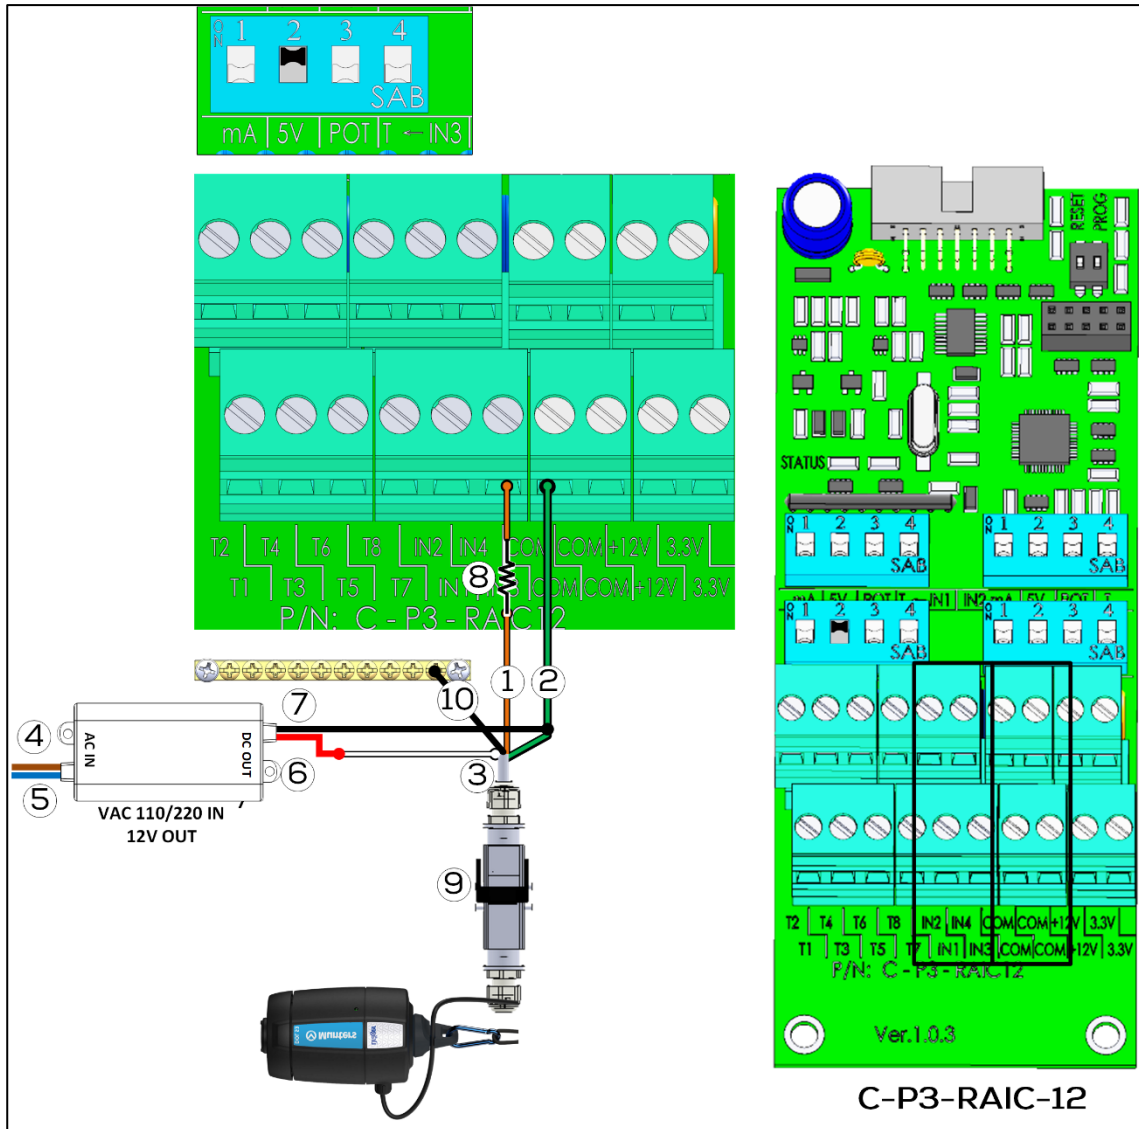 ON 1 2 3 4
SAB
mA 5V POT T ← IN3
T2 T4 T6 T8 IN2 IN4 COM COM +12V 3.3V
T1 T3 T5 T7 IN1 COM COM +12V 3.3V
P/N: C - P3 - RAIC12
8
1
2
10
7
4
AC IN
DC OUT
3
6
5
VAC 110/220 IN
12V OUT
9
Munters
RESET
PROG
STATUS
ON 1 2 3 4
SAB
ON 1 2 3 4
SAB
mA 5V POT T ← IN1 IN2 mA 5V POT T
ON 1 2 3 4
SAB
ON 1 2 3 4
SAB
T2 T4 T6 T8 IN2 IN4 COM COM +12V 3.3V
T1 T3 T5 T7 IN1 IN3 COM COM +12V 3.3V
P/N: C - P3 - RAIC12
Ver.1.0.3
C-P3-RAIC-12